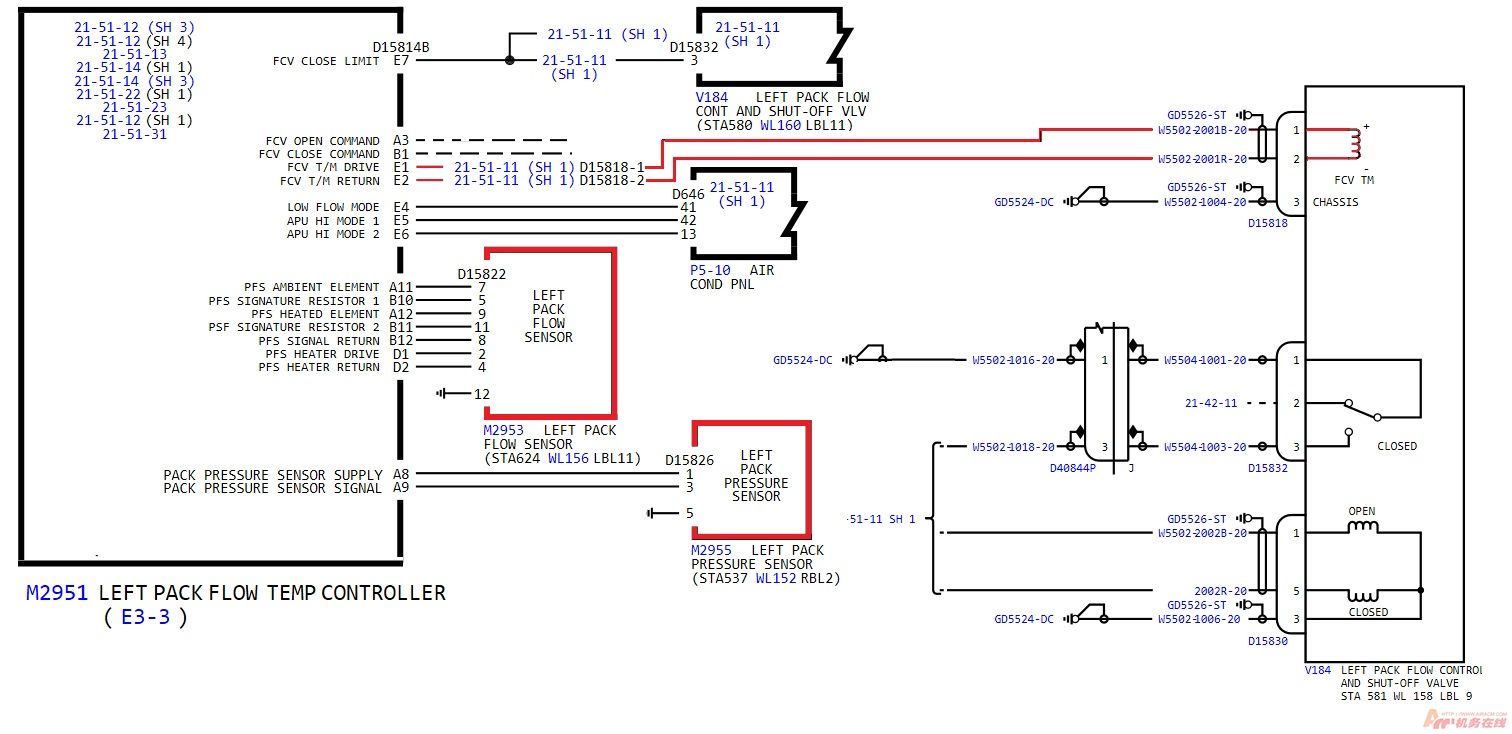 21-51-12 (SH 3)
21-51-12 (SH 4)
21-51-13
21-51-14 (SH 1)
21-51-14 (SH 3)
21-51-22 (SH 1)
21-51-23
21-51-12 (SH 1)
21-51-31
D15814B
FCV CLOSE LIMIT E7
21-51-11 (SH 1)
21-51-11
(SH 1)
D15832
3
21-51-11
(SH 1)
V184 LEFT PACK FLOW
CONT AND SHUT-OFF VLV
(STA580 WL160 LBL11)
FCV OPEN COMMAND A3
FCV CLOSE COMMAND B1
FCV T/M DRIVE E1 21-51-11 (SH 1) D15818-1
FCV T/M RETURN E2 21-51-11 (SH 1) D15818-2
LOW FLOW MODE E4
APU HI MODE 1 E5
APU HI MODE 2 E6
D646
41
42
13
21-51-11
(SH 1)
P5-10 AIR
COND PNL
D15822
PFS AMBIENT ELEMENT A11 7
PFS SIGNATURE RESISTOR 1 B10 5
PFS HEATED ELEMENT A12 9
PSF SIGNATURE RESISTOR 2 B11 11
PFS SIGNAL RETURN B12 8
PFS HEATER DRIVE D1 2
PFS HEATER RETURN D2 4
12
LEFT
PACK
FLOW
SENSOR
M2953 LEFT PACK
FLOW SENSOR
(STA624 WL156 LBL11)
D15826
PACK PRESSURE SENSOR SUPPLY A8 1
PACK PRESSURE SENSOR SIGNAL A9 3
5
LEFT
PACK
PRESSURE
SENSOR
M2955 LEFT PACK
PRESSURE SENSOR
(STA537 WL152 RBL2)
M2951 LEFT PACK FLOW TEMP CONTROLLER
( E3-3 )
GD5526-ST
W5502-2001B-20 1
W5502-2001R-20 2
+
-
FCV TM
GD5526-ST
GD5524-DC W5502-1004-20 3 CHASSIS
D15818
GD5524-DC W5502-1016-20 1 W5504-1001-20 1
21-42-11 2
W5502-1018-20 3 W5504-1003-20 3
CLOSED
D40844P J D15832
·51-11 SH 1
GD5526-ST
W5502-2002B-20 1
OPEN
2002R-20 5
CLOSED
GD5526-ST
GD5524-DC W5502-1006-20 3
D15830
V184 LEFT PACK FLOW CONTROL
AND SHUT-OFF VALVE
STA 581 WL 158 LBL 9
机务在线